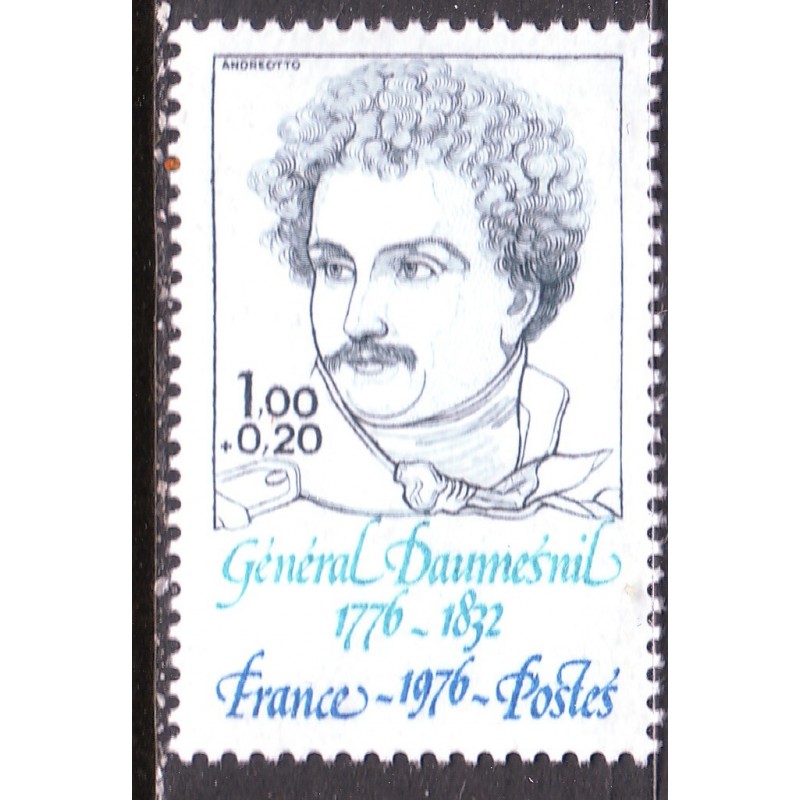 ANDREOTTO
1,00
+0,20
Général Daumesnil
1776~1832
France~1976~Postes